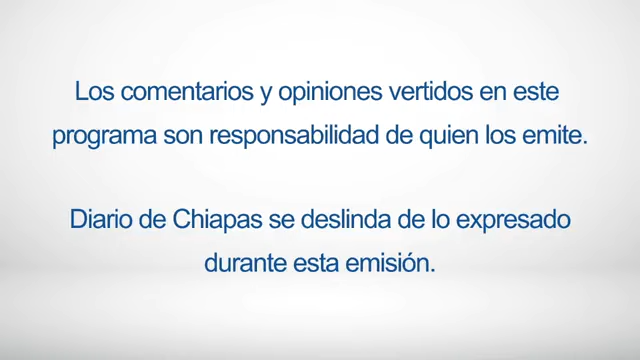 Los comentarios y opiniones vertidos en este
programa son responsabilidad de quien los emite.
Diario de Chiapas se deslinda de lo expresado
durante esta emisión.